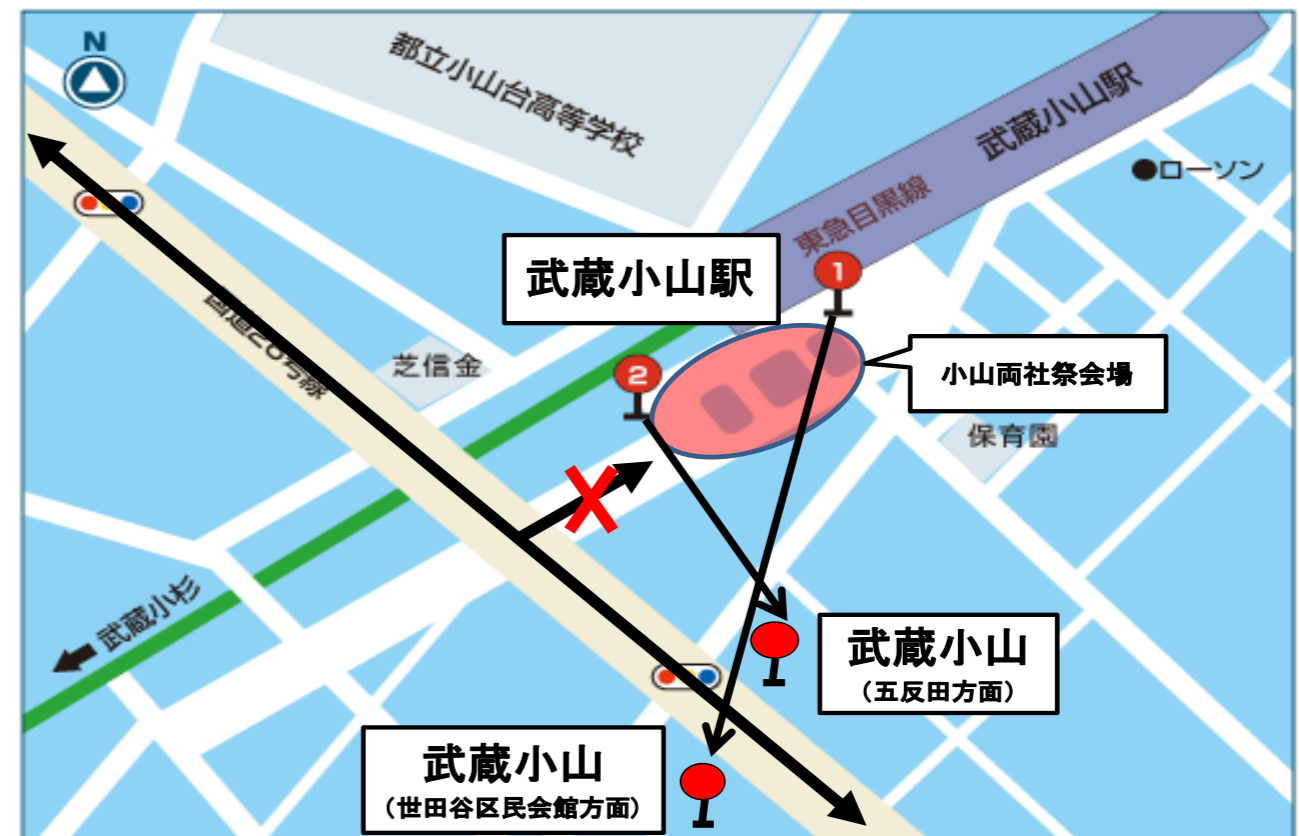 N
都立小山台高等学校
武蔵小山駅
東急目黒線
●ローソン
1
武蔵小山駅
2
小山両社祭会場
芝信金
保育園
武蔵小杉
武蔵小山
（五反田方面）
武蔵小山
（世田谷区民会館方面）